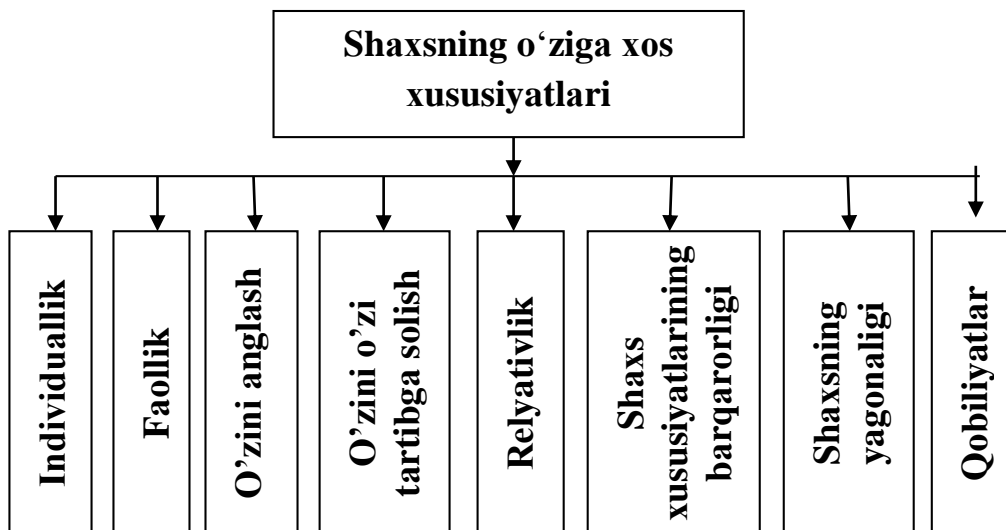 Shaxsning o‘ziga xos
xususiyatlari
Individuallik
Faollik
O’zini anglash
O’zini o’zi
tartibga solish
Relyativlik
Shaxs
xususiyatlarining
barqarorligi
Shaxsning
yagonaligi
Qobiliyatlar